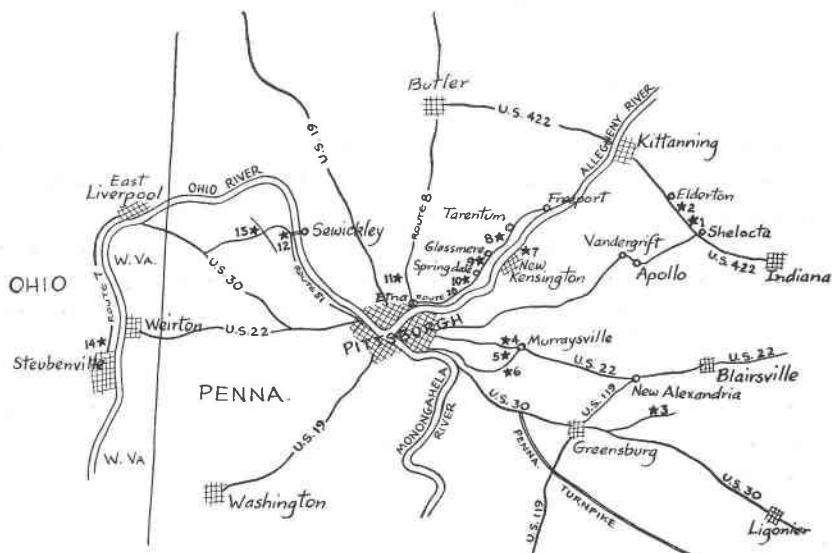 Butler
U.S. 422
ALLEGHENY RIVER
Kittanning
U.S. 19
ROUTE 8
East
Liverpool
OHIO RIVER
Elderton
★2
★1
Shelocta
Freeport
Tarentum
8★
15★
★
12
Sewickley
Glassmere
9★
Springdale
10★
★7
New
Kensington
Vandergrift
Apollo
U.S. 422
Indiana
W. VA.
ROUTE 7
U.S. 30
ROUTE 51
11★
Etna
ROUTE 28
OHIO
Weirton
U.S. 22
PITTSBURGH
14★
Steubenville
★4
Murraysville
5★
★6
U.S. 22
U.S. 22
Blairsville
New Alexandria
U.S. 119
★3
PENNA.
U.S. 19
MONONGAHELA
RIVER
U.S. 30
Greensburg
W. VA
Washington
PENNA.
TURNPIKE
U.S. 119
U.S. 30
Ligonier